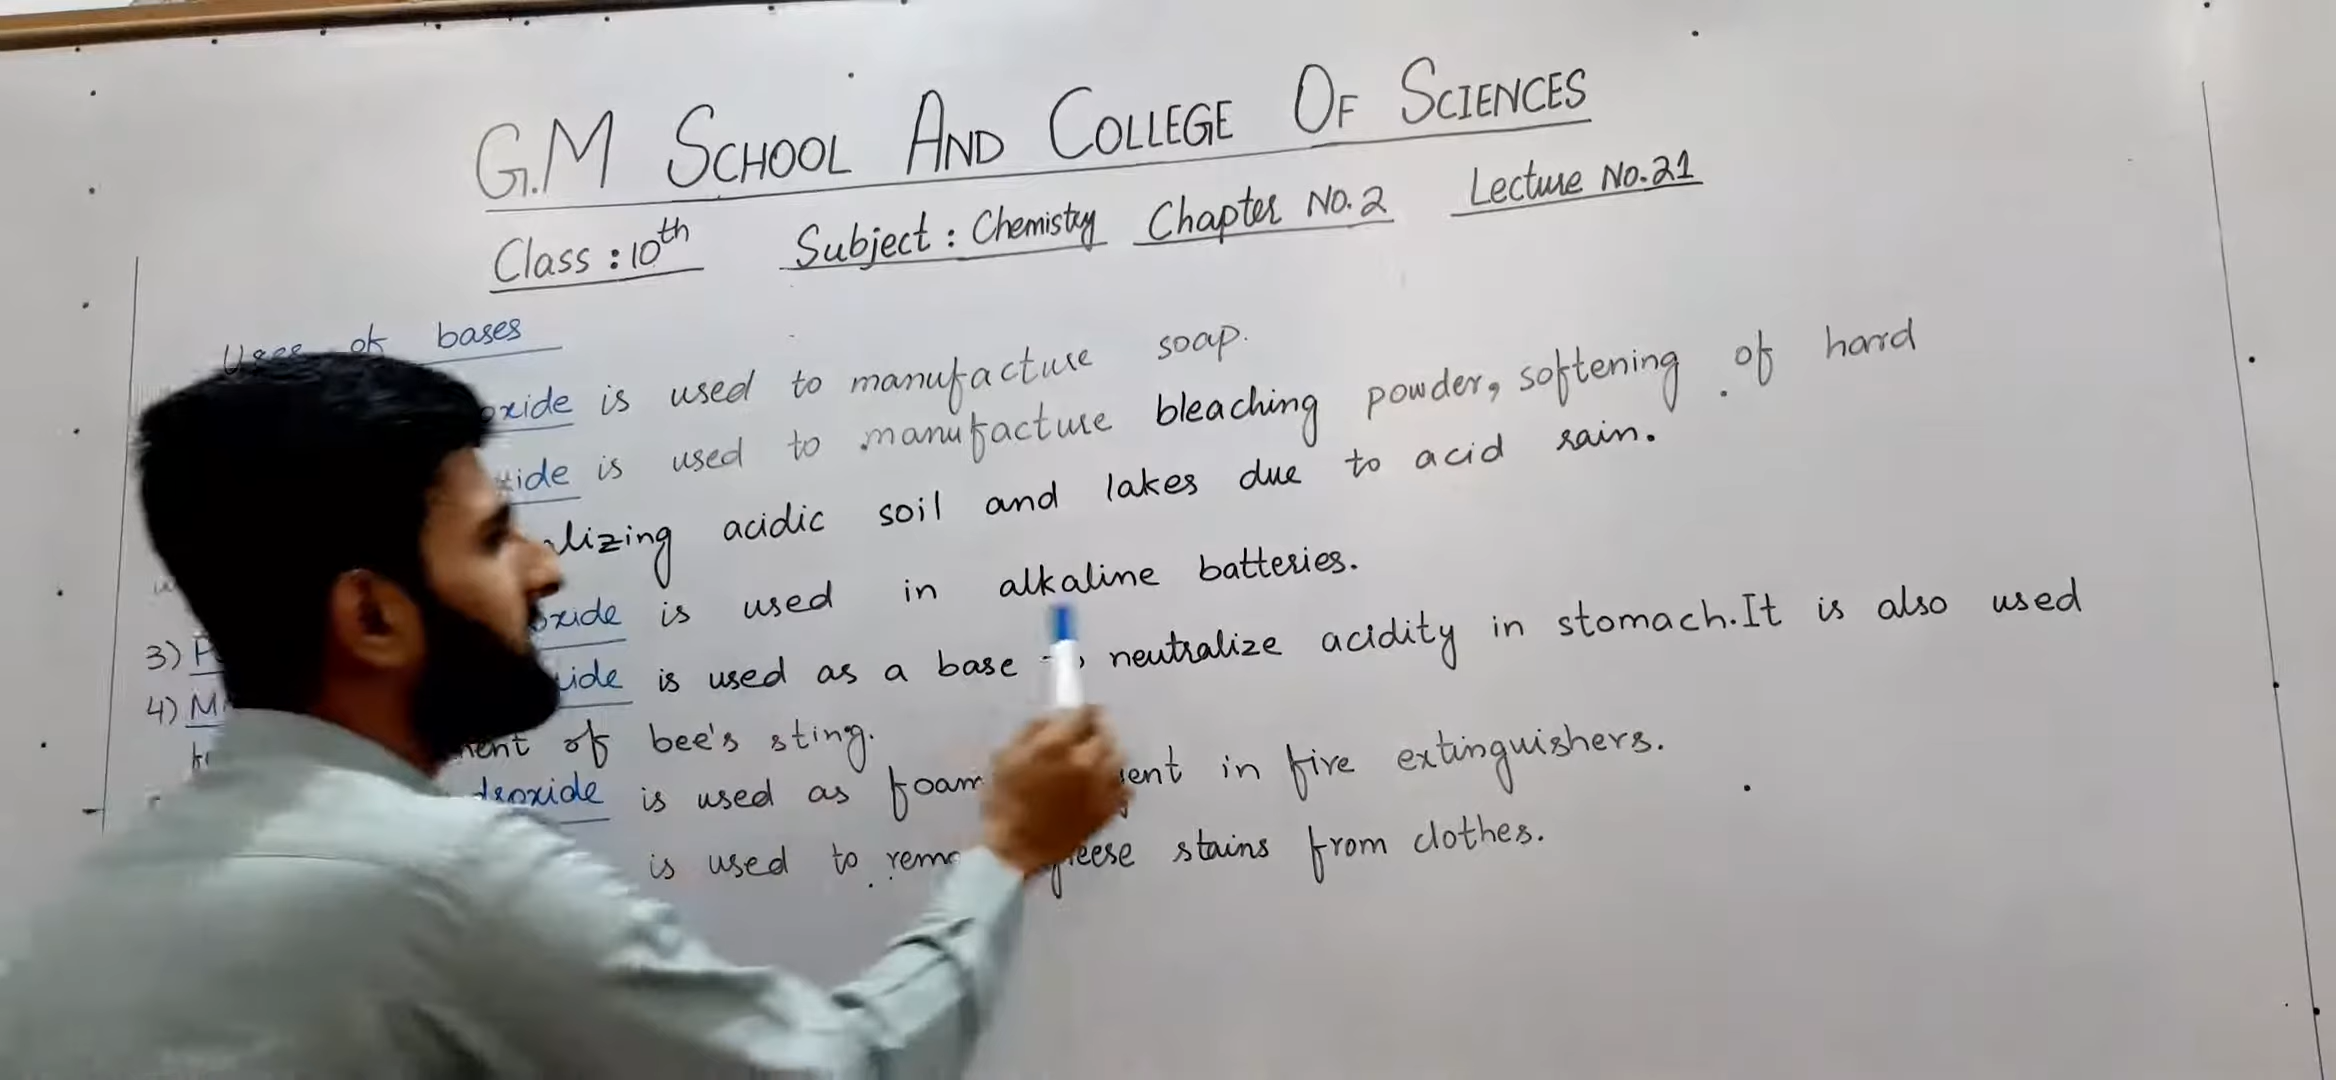 G.M SCHOOL AND COLLEGE OF SCIENCES
Class : 10th Subject : Chemistry Chapter No. 2 Lecture No. 21
Uses of bases
oxide is used to manufacture soap.
xide is used to manufacture bleaching powder, softening of hard
lizing acidic soil and lakes due to acid rain.
3) P oxide is used in alkaline batteries.
4) M ide is used as a base neutralize acidity in stomach. It is also used
ment of bee's sting.
droxide is used as foam ent in fire extinguishers.
is used to remo greese stains from clothes.